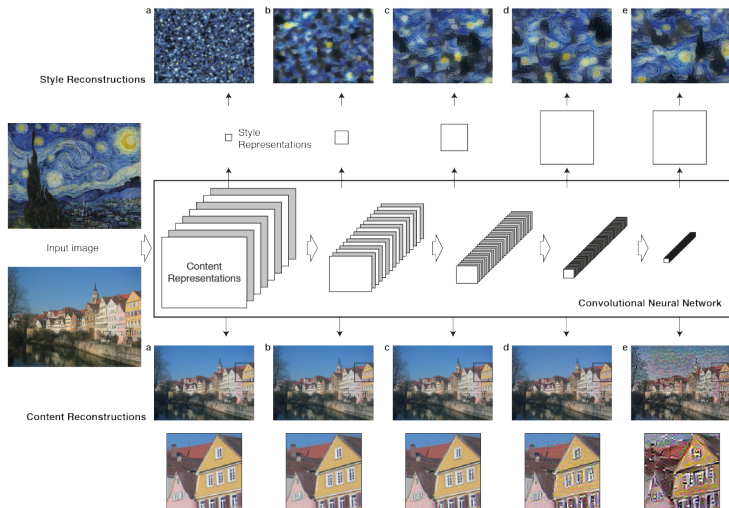 a
b
c
d
e
Style Reconstructions
Style
Representations
Input image
Content
Representations
Convolutional Neural Network
a
b
c
d
e
Content Reconstructions